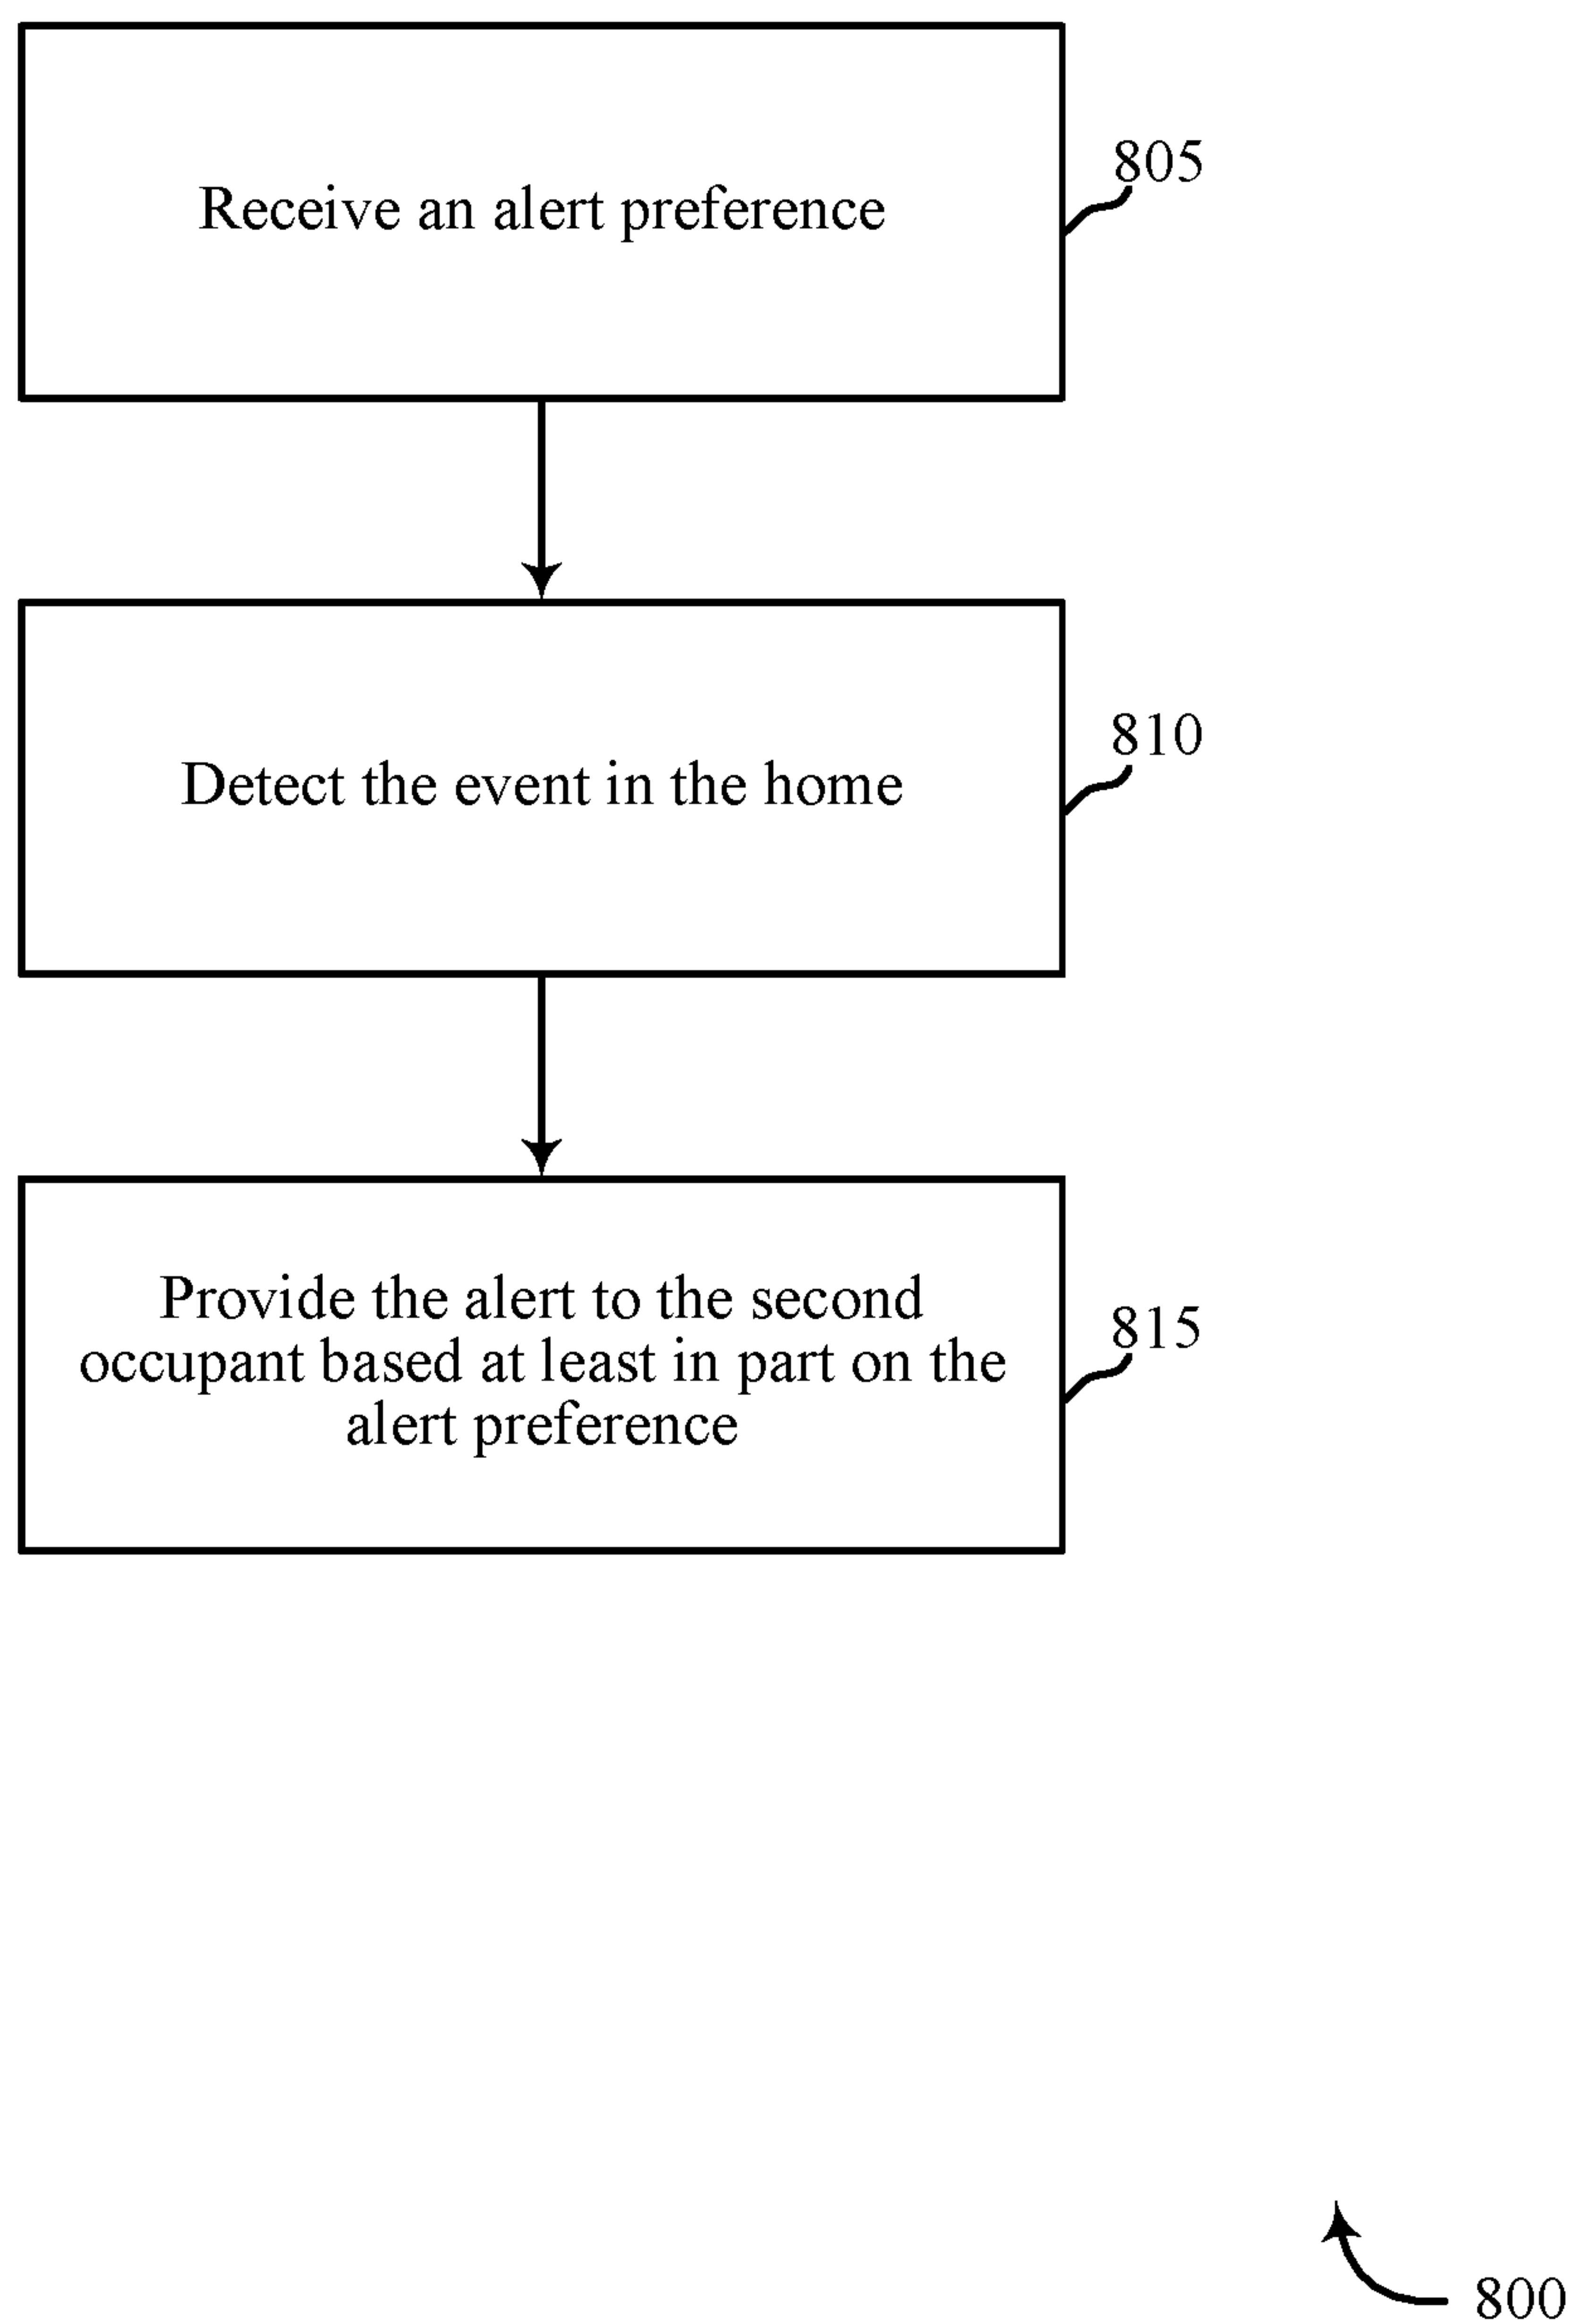 Receive an alert preference
805
Detect the event in the home
810
Provide the alert to the second
occupant based at least in part on the
alert preference
815
800